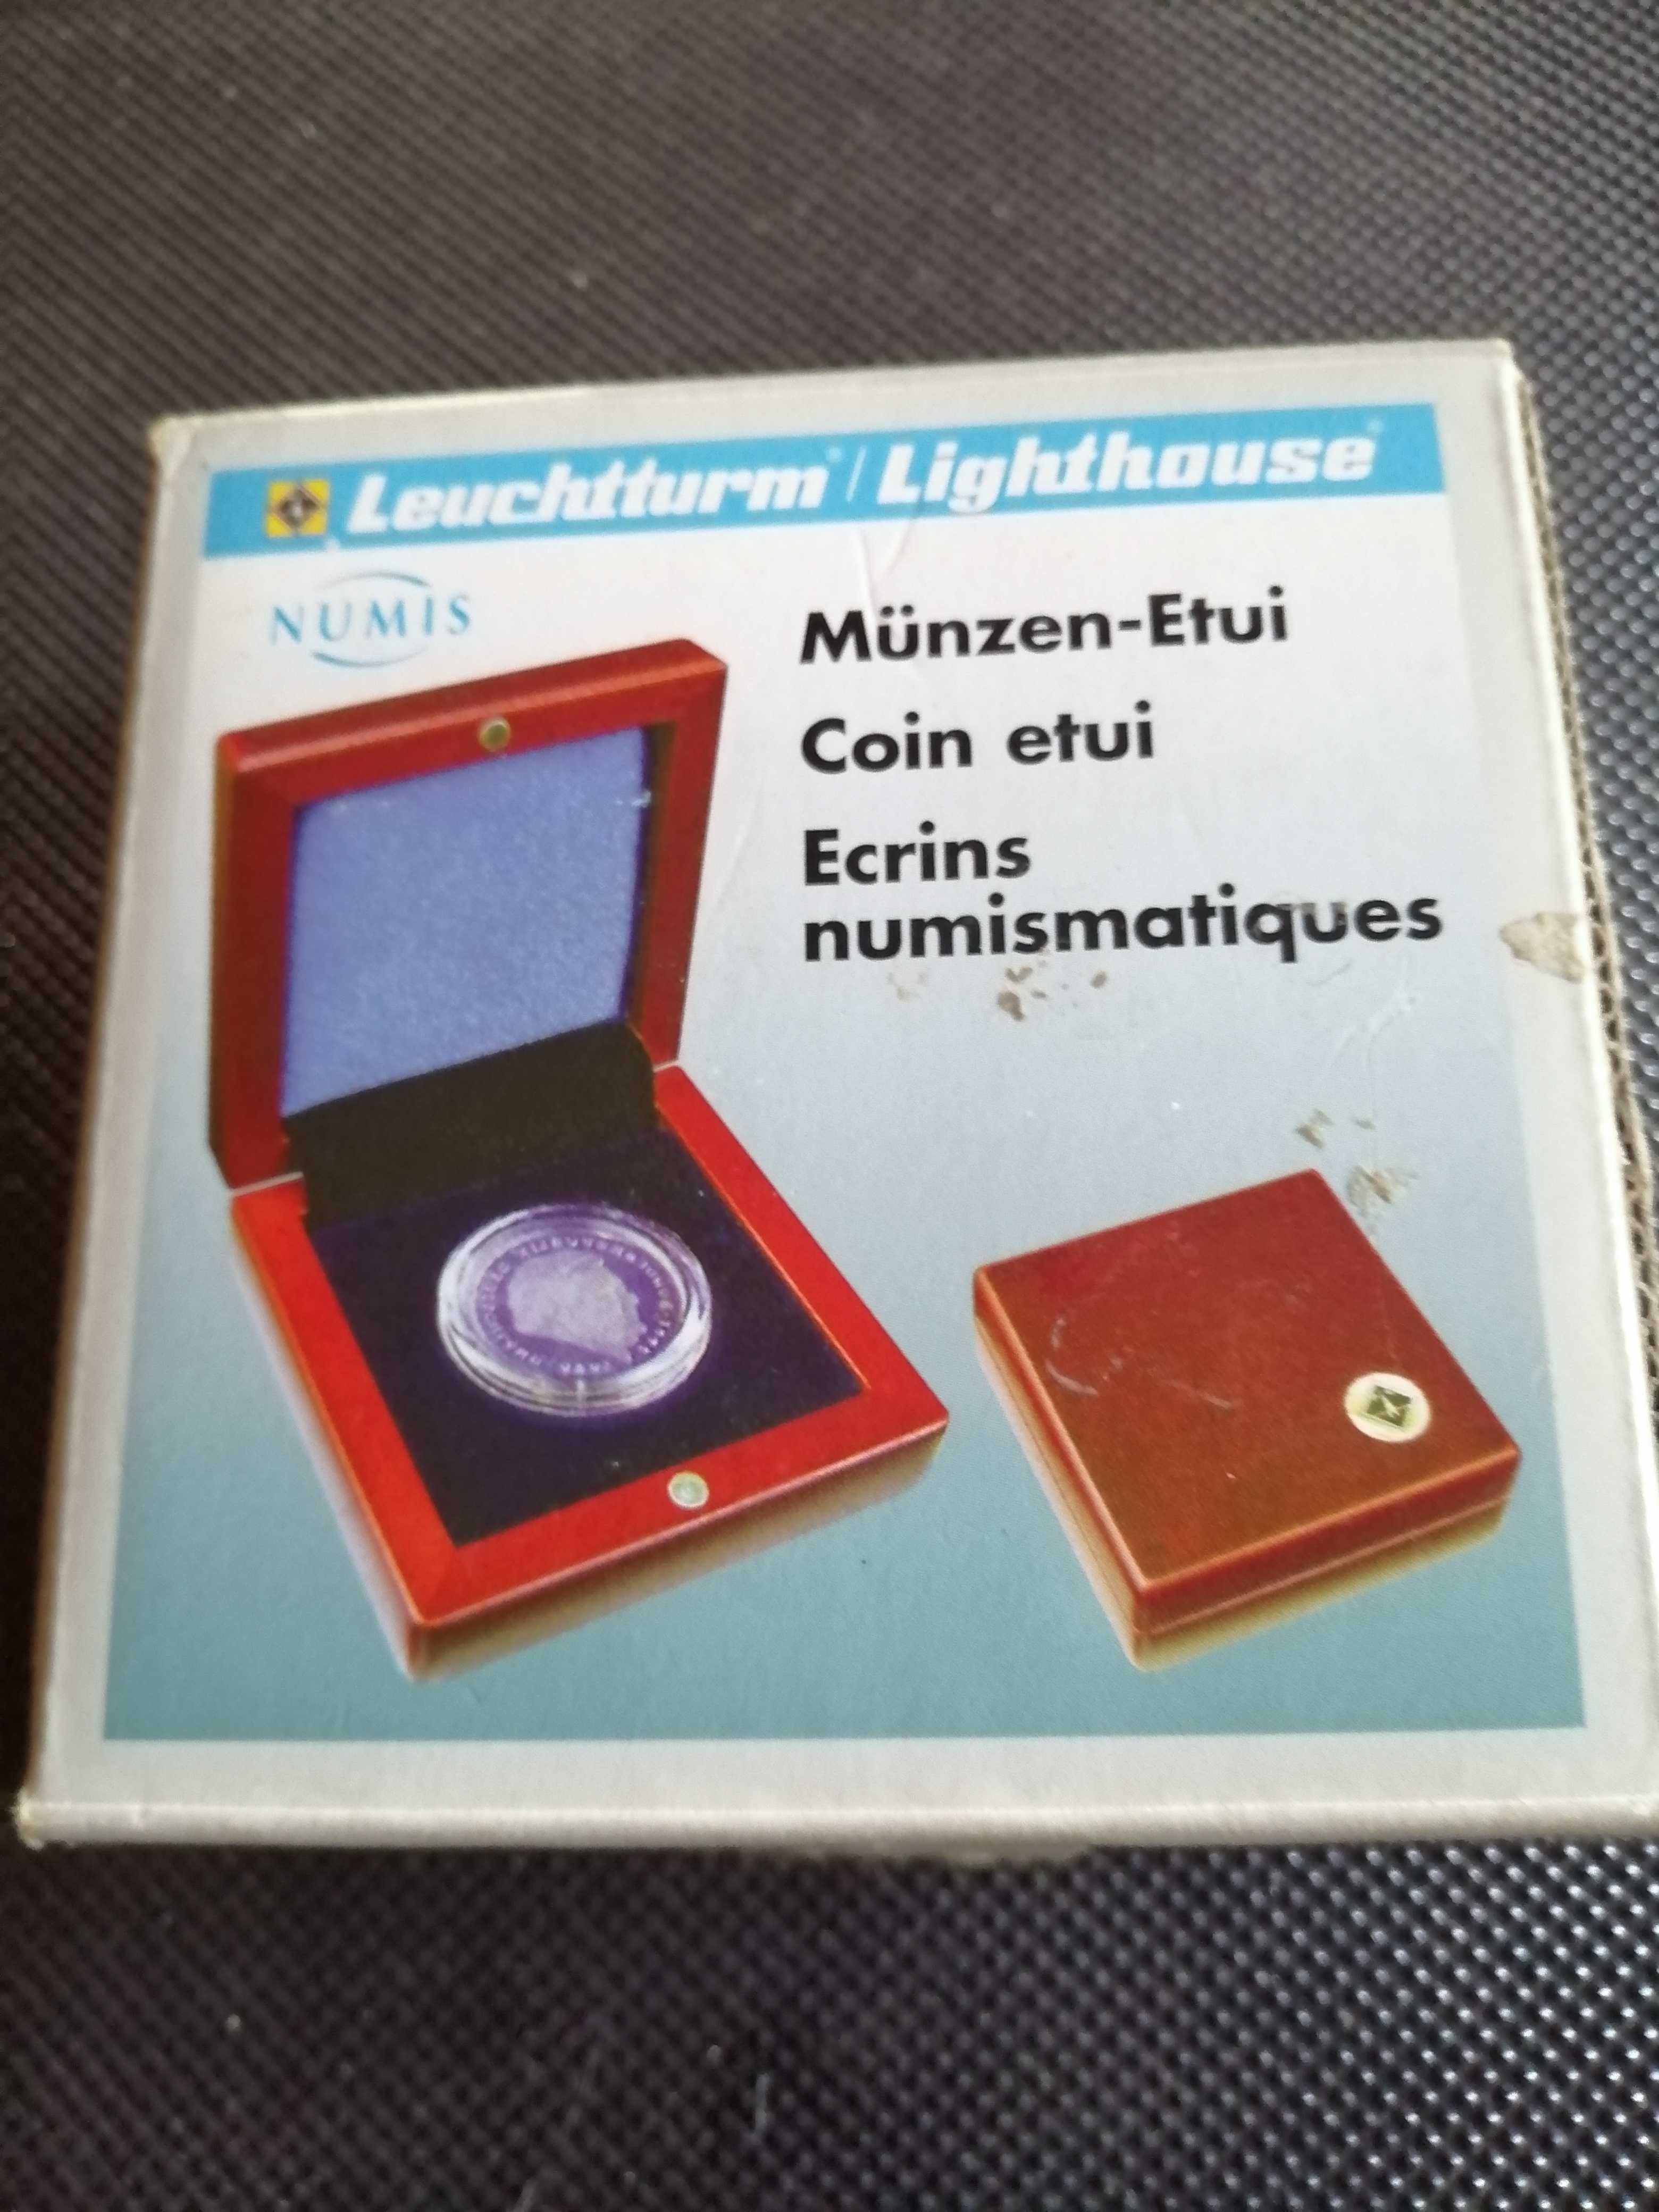 Leuchtturm® / Lighthouse®
NUMIS
Münzen-Etui
Coin etui
Ecrins
numismatiques